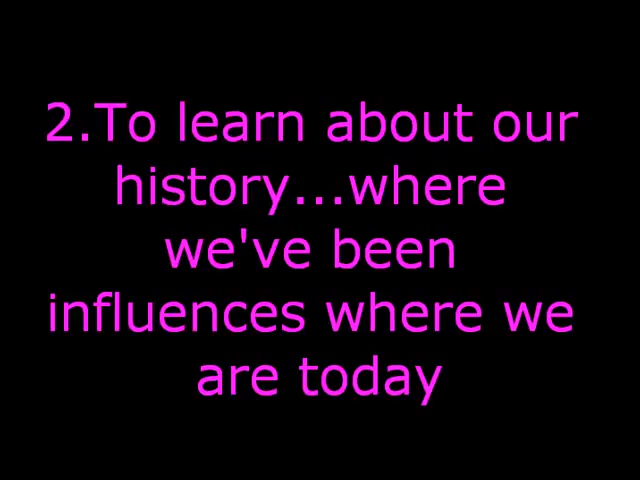 2.To learn about our
history...where
we've been
influences where we
are today